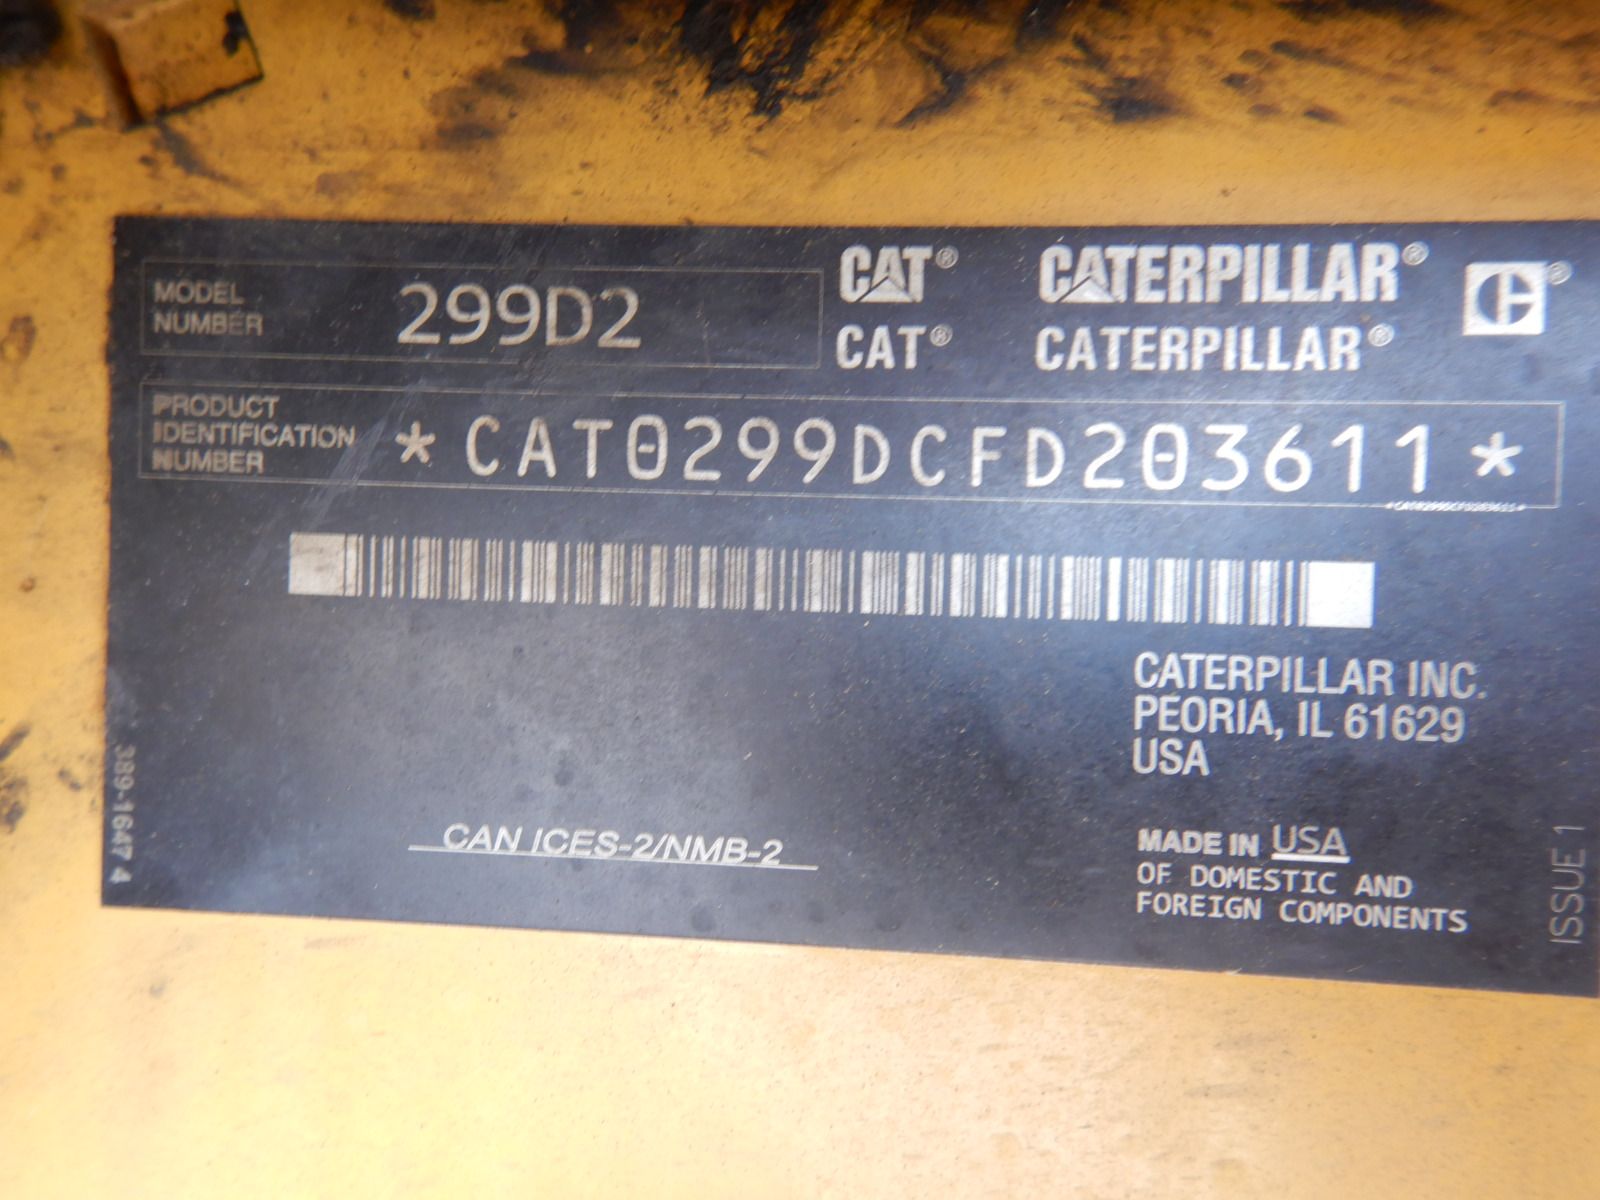 MODEL
NUMBER
299D2
CAT® CATERPILLAR® ®
CAT® CATERPILLAR®
PRODUCT
IDENTIFICATION
NUMBER
*CAT0299DCFD203611*
*CAT0299DCFD203611*
CATERPILLAR INC.
PEORIA, IL 61629
USA
CAN ICES-2/NMB-2
MADE IN USA
OF DOMESTIC AND
FOREIGN COMPONENTS
389-1647 4
ISSUE 1